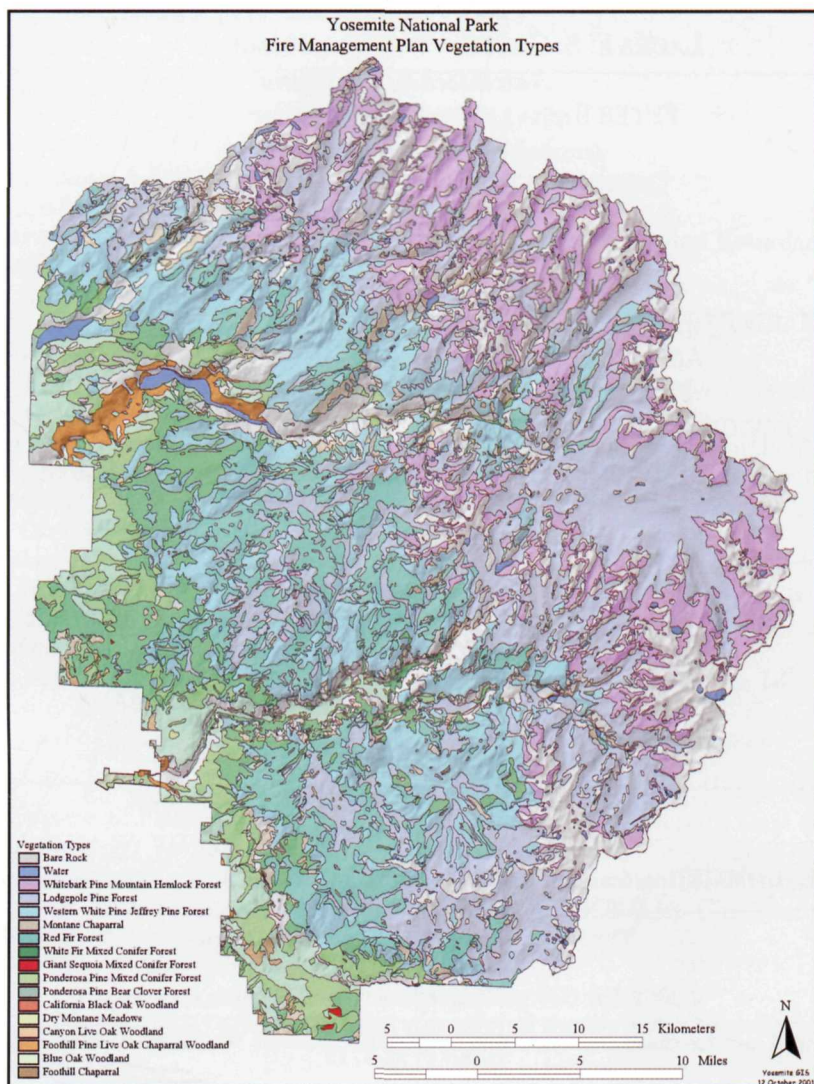 Yosemite National Park
Fire Management Plan Vegetation Types
Vegetation Types
Bare Rock
Water
Whitebark Pine Mountain Hemlock Forest
Lodgepole Pine Forest
Western White Pine Jeffrey Pine Forest
Montane Chaparral
Red Fir Forest
White Fir Mixed Conifer Forest
Giant Sequoia Mixed Conifer Forest
Ponderosa Pine Mixed Conifer Forest
Ponderosa Pine Bear Clover Forest
California Black Oak Woodland
Dry Montane Meadows
Canyon Live Oak Woodland
Foothill Pine Live Oak Chaparral Woodland
Blue Oak Woodland
Foothill Chaparral
5 0 5 10 15 Kilometers
5 0 5 10 Miles
N
Yosemite GIS
12 October 2001